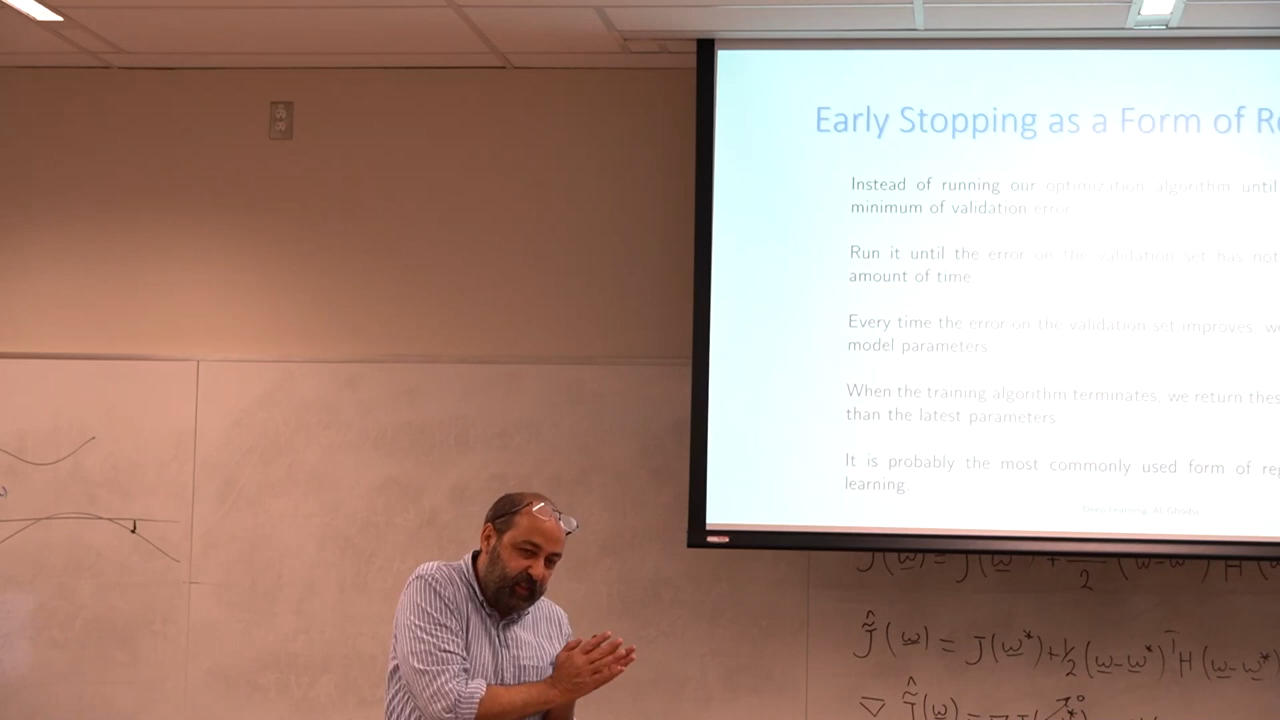 Early Stopping as a Form of
Instead of running our optimization algorithm until
minimum of validation error
Run it until the error on the validation set has not
amount of time
Every time the error on the validation set improves, we
model parameters
When the training algorithm terminates, we return
than the latest parameters
It is probably the most commonly used form of
learning.
Deep Learning, Ali Ghodsi
J(w) = J(w*) + 1/2 (w-w*)ᵀ H (w-w*)